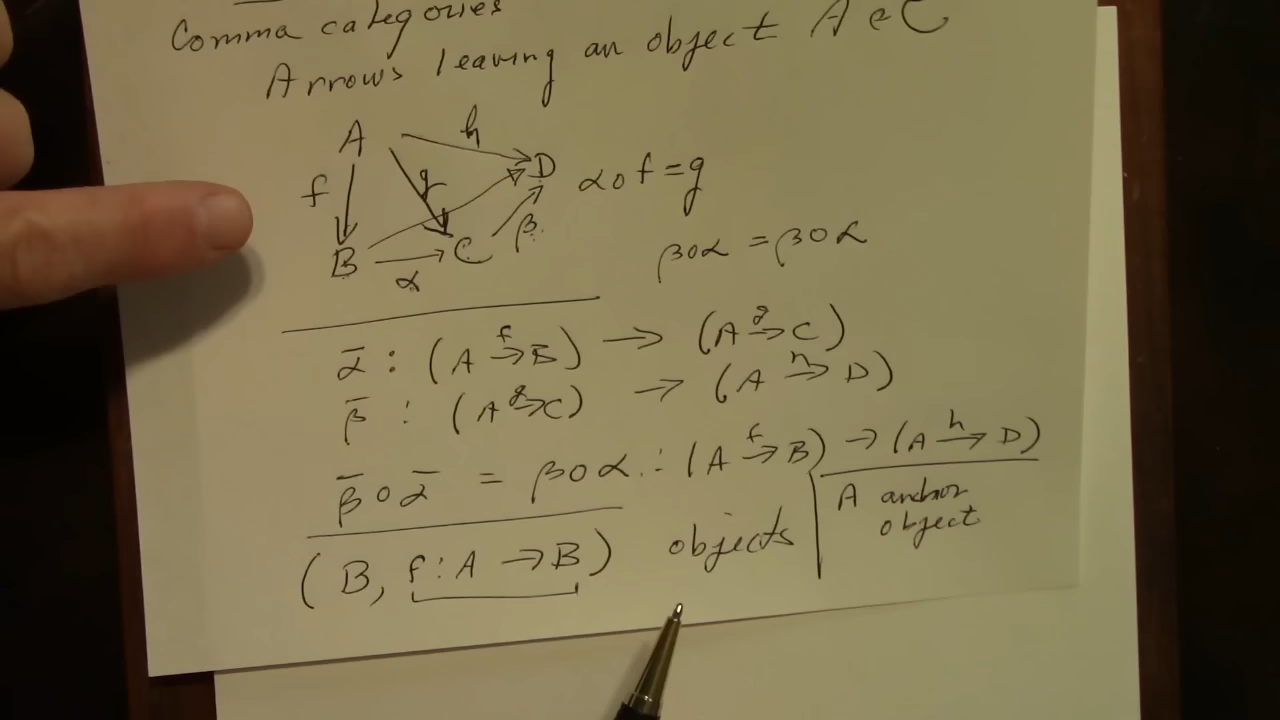 Comma categories
Arrows leaving an object A ∈ C
A h D α∘f = g
f g
B α C β β∘α = β∘α
ᾱ : (A f→ B) → (A g→ C)
β̄ : (A g→ C) → (A h→ D)
β̄ ∘ ᾱ = β∘α : (A f→ B) → (A h→ D)
(B, f : A → B) objects
A anchor
object